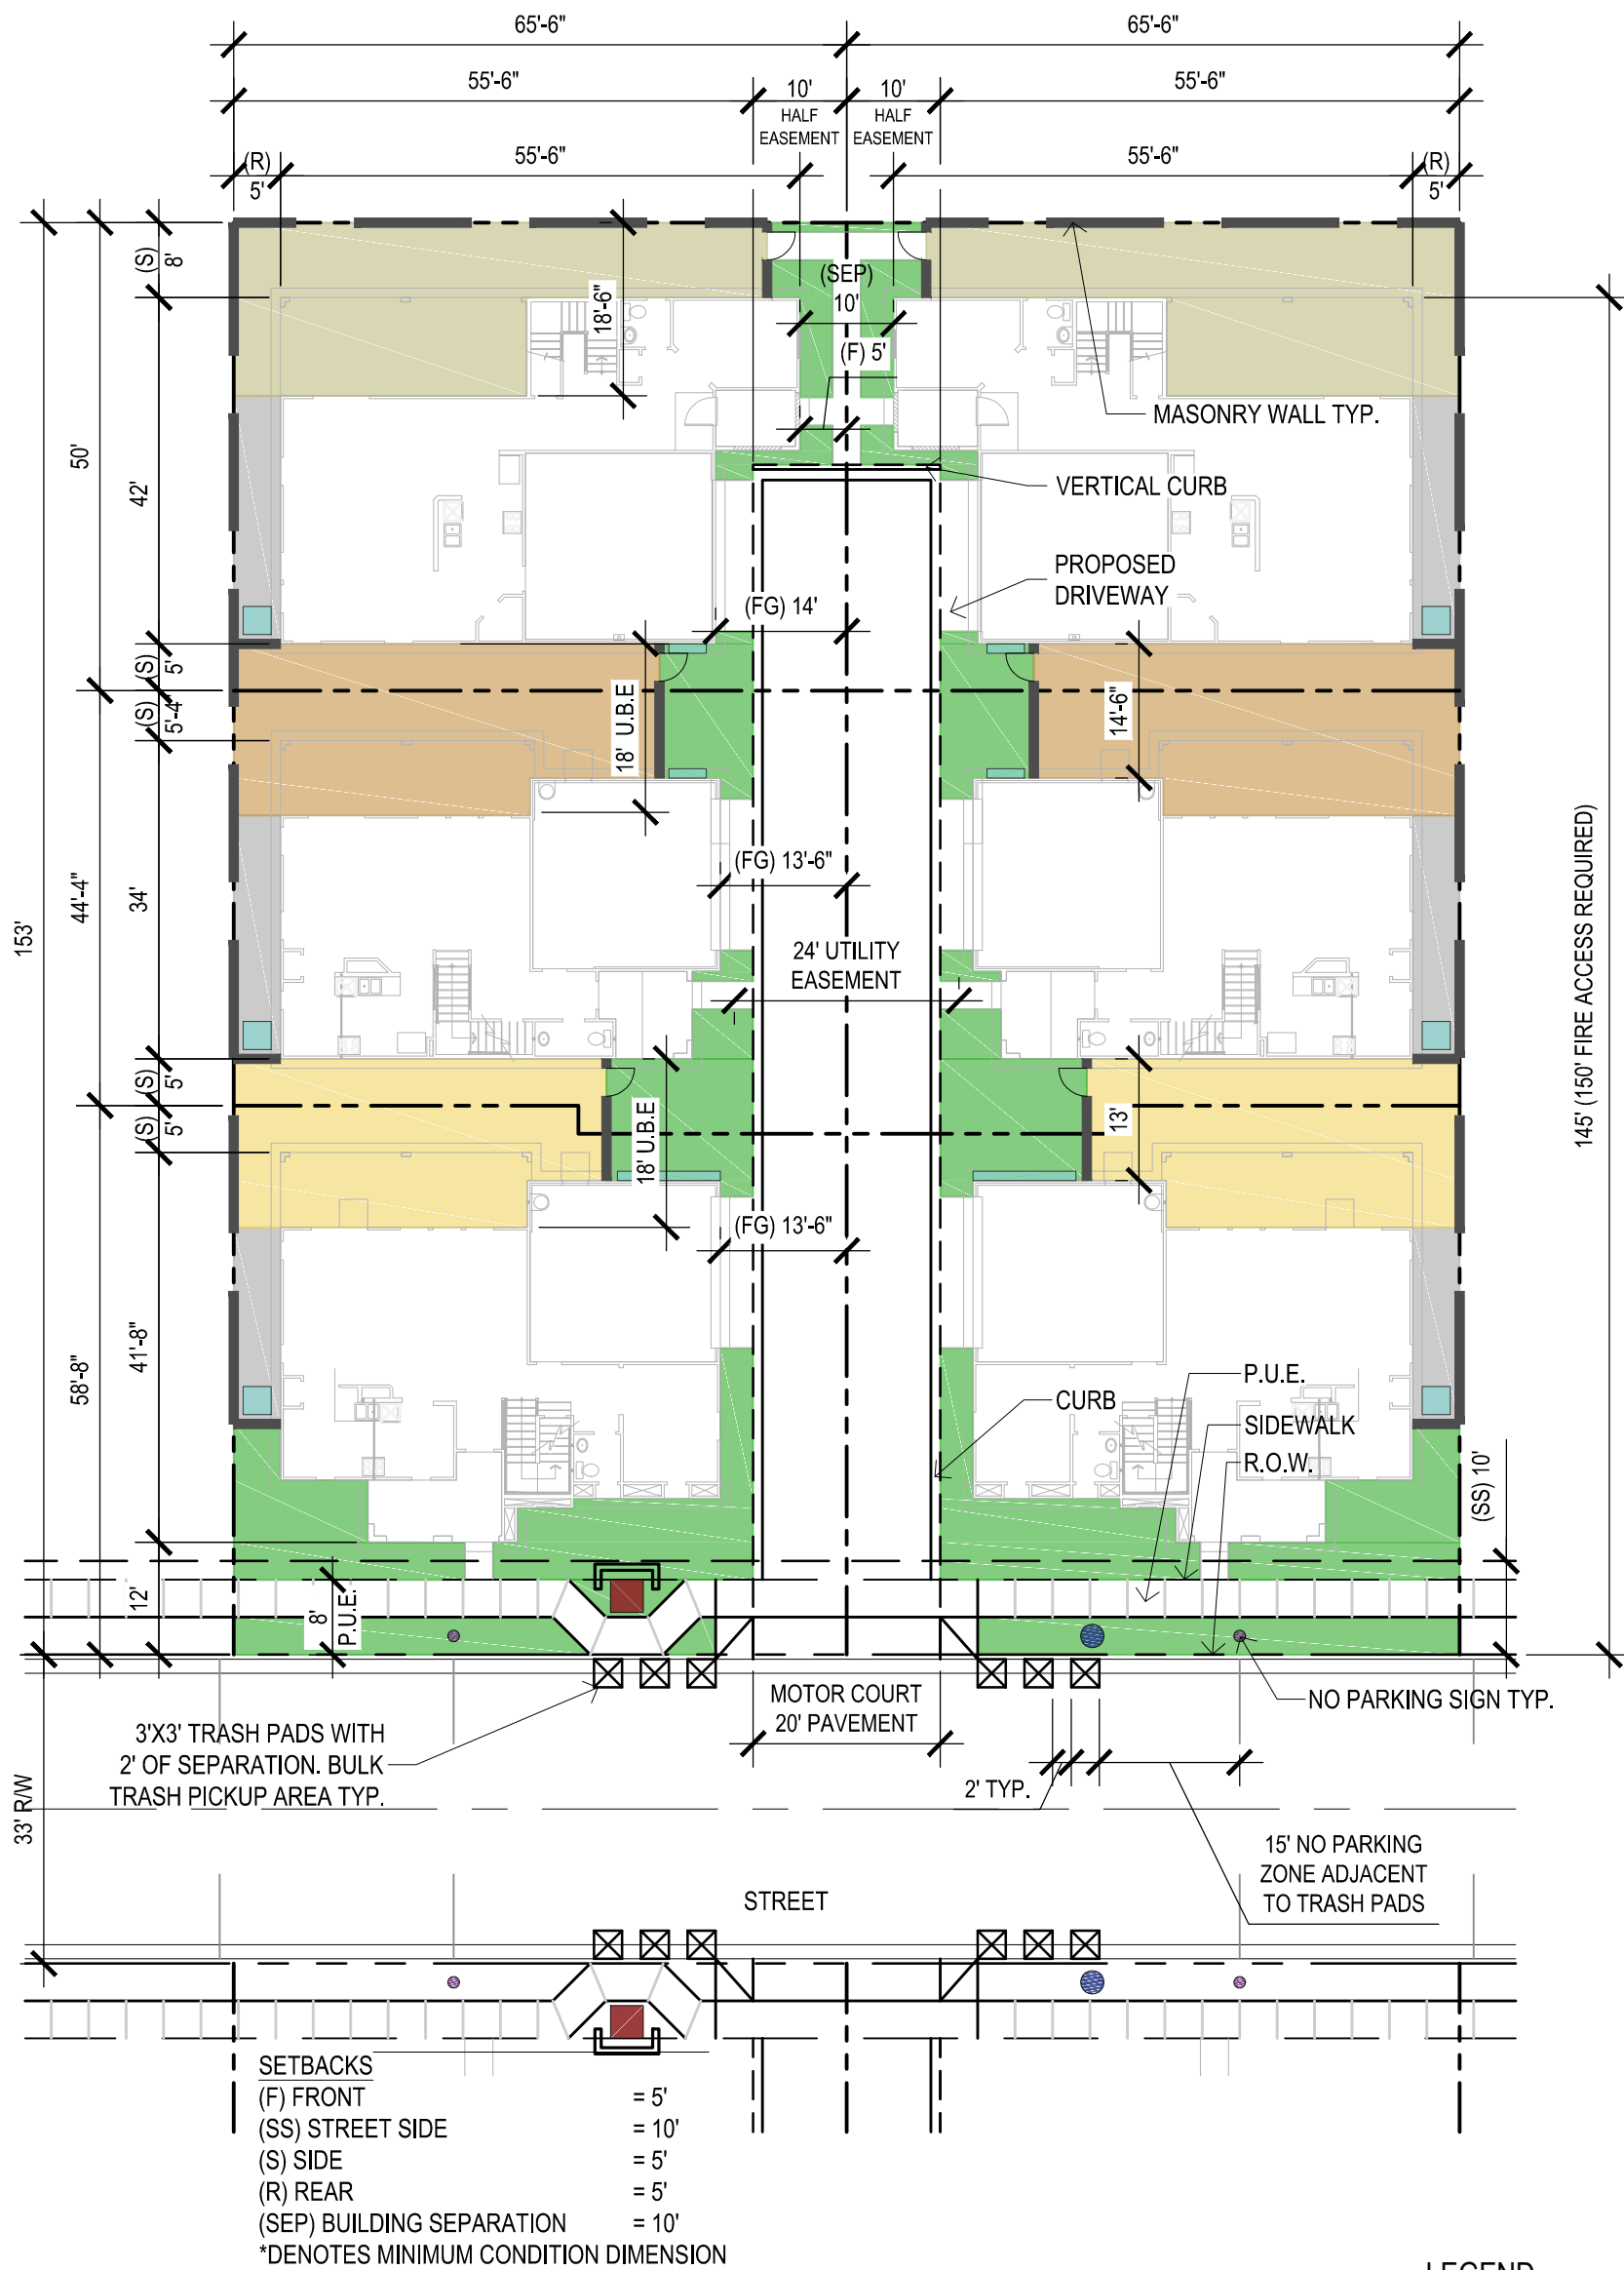 65'-6"
65'-6"
55'-6"
10'
10'
55'-6"
HALF
EASEMENT
HALF
EASEMENT
(R)
5'
55'-6"
55'-6"
(R)
5'
(S)
8'
18'-6"
(SEP)
10'
(F) 5'
MASONRY WALL TYP.
50'
42'
VERTICAL CURB
PROPOSED
DRIVEWAY
(FG) 14'
(S)
5'
(S)
5'-4"
18' U.B.E
14'-6"
153'
44'-4"
34'
(FG) 13'-6"
24' UTILITY
EASEMENT
145' (150' FIRE ACCESS REQUIRED)
(S)
5'
(S)
5'
18' U.B.E
13'
(FG) 13'-6"
58'-8"
41'-8"
P.U.E.
CURB
SIDEWALK
R.O.W.
(SS) 10'
12'
8'
P.U.E.
MOTOR COURT
20' PAVEMENT
NO PARKING SIGN TYP.
3'X3' TRASH PADS WITH
2' OF SEPARATION. BULK
TRASH PICKUP AREA TYP.
2' TYP.
33' R/W
15' NO PARKING
ZONE ADJACENT
TO TRASH PADS
STREET
SETBACKS
(F) FRONT = 5'
(SS) STREET SIDE = 10'
(S) SIDE = 5'
(R) REAR = 5'
(SEP) BUILDING SEPARATION = 10'
*DENOTES MINIMUM CONDITION DIMENSION
LEGEND